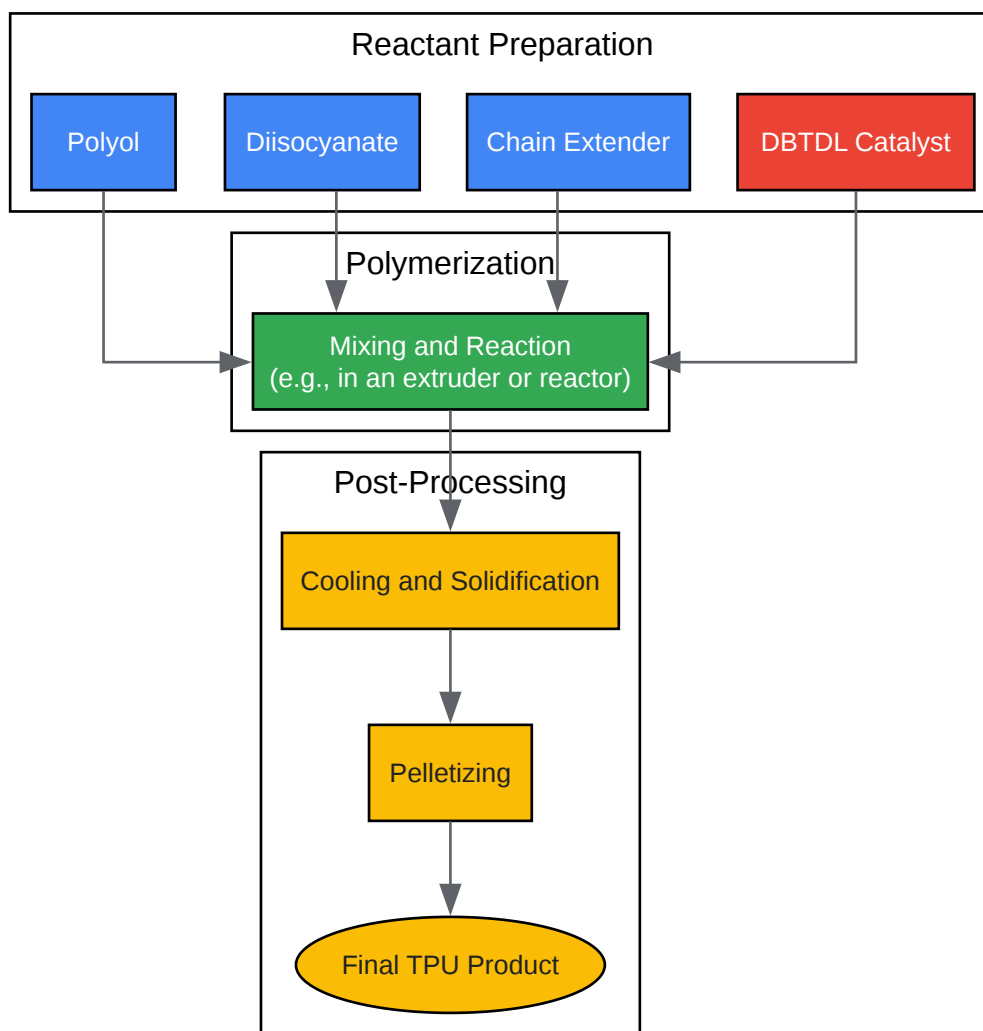 Reactant Preparation
Polyol
Diisocyanate
Chain Extender
DBTDL Catalyst
Polymerization
Mixing and Reaction
(e.g., in an extruder or reactor)
Post-Processing
Cooling and Solidification
Pelletizing
Final TPU Product